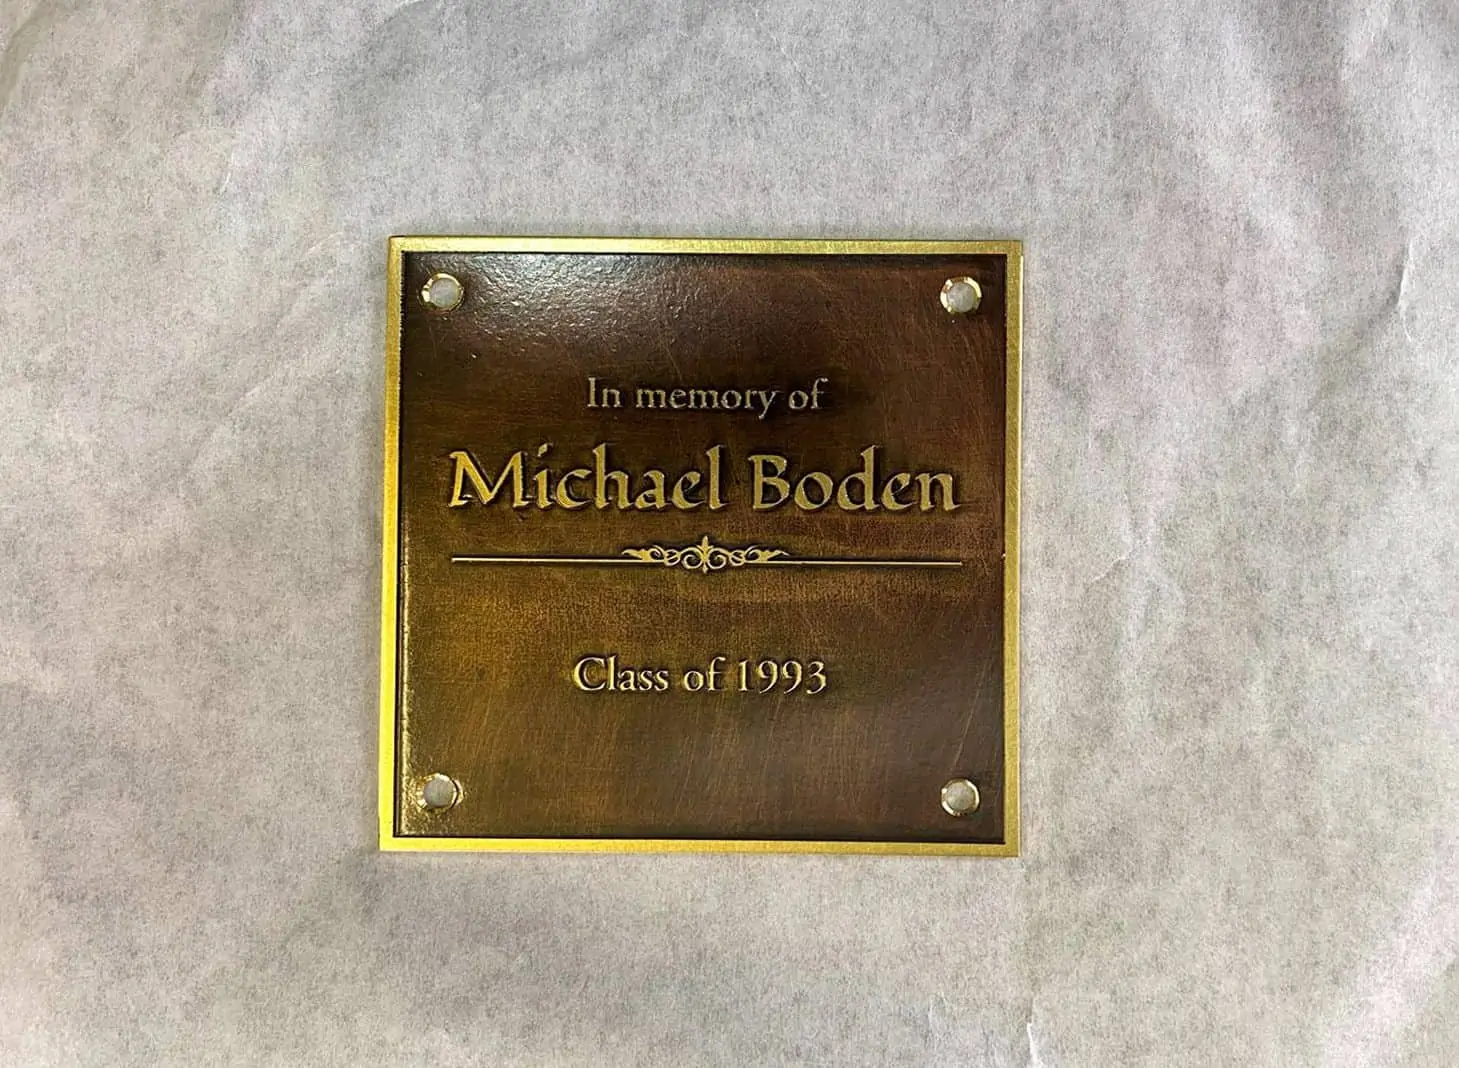 In memory of
Michael Boden
Class of 1993